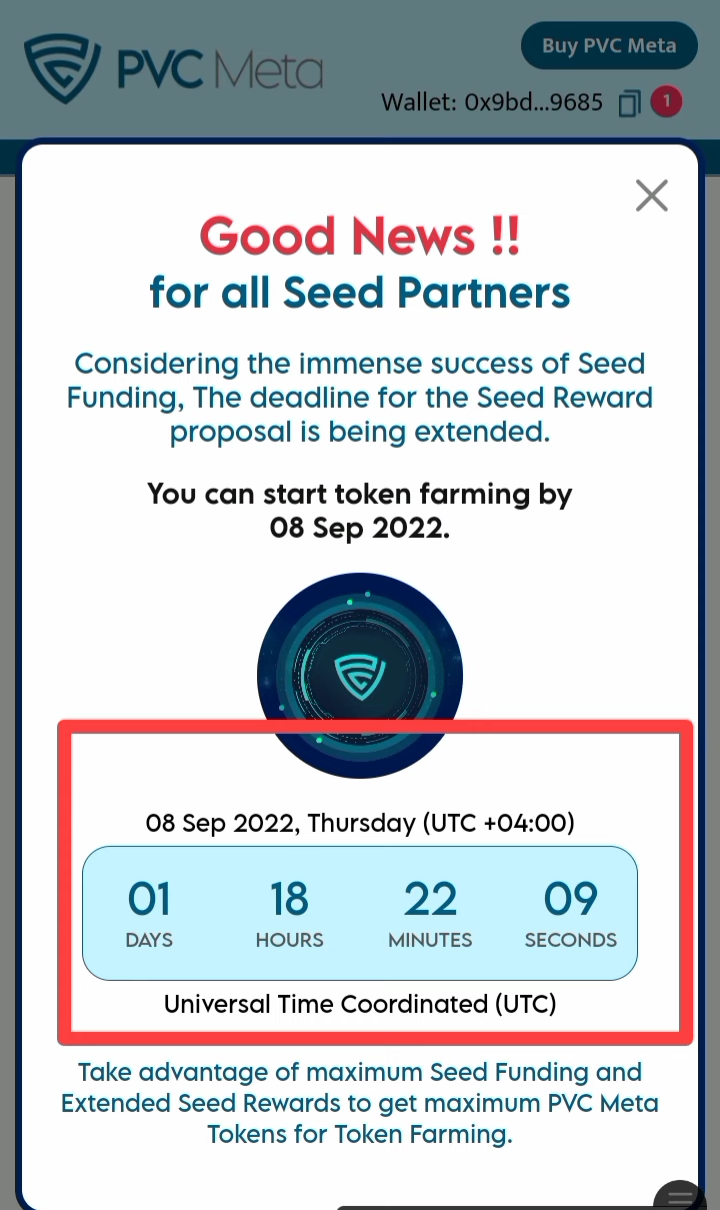 PVC Meta
Buy PVC Meta
Wallet: 0x9bd...9685
1
Good News !!
for all Seed Partners
Considering the immense success of Seed
Funding, The deadline for the Seed Reward
proposal is being extended.
You can start token farming by
08 Sep 2022.
08 Sep 2022, Thursday (UTC +04:00)
01 18 22 09
DAYS HOURS MINUTES SECONDS
Universal Time Coordinated (UTC)
Take advantage of maximum Seed Funding and
Extended Seed Rewards to get maximum PVC Meta
Tokens for Token Farming.